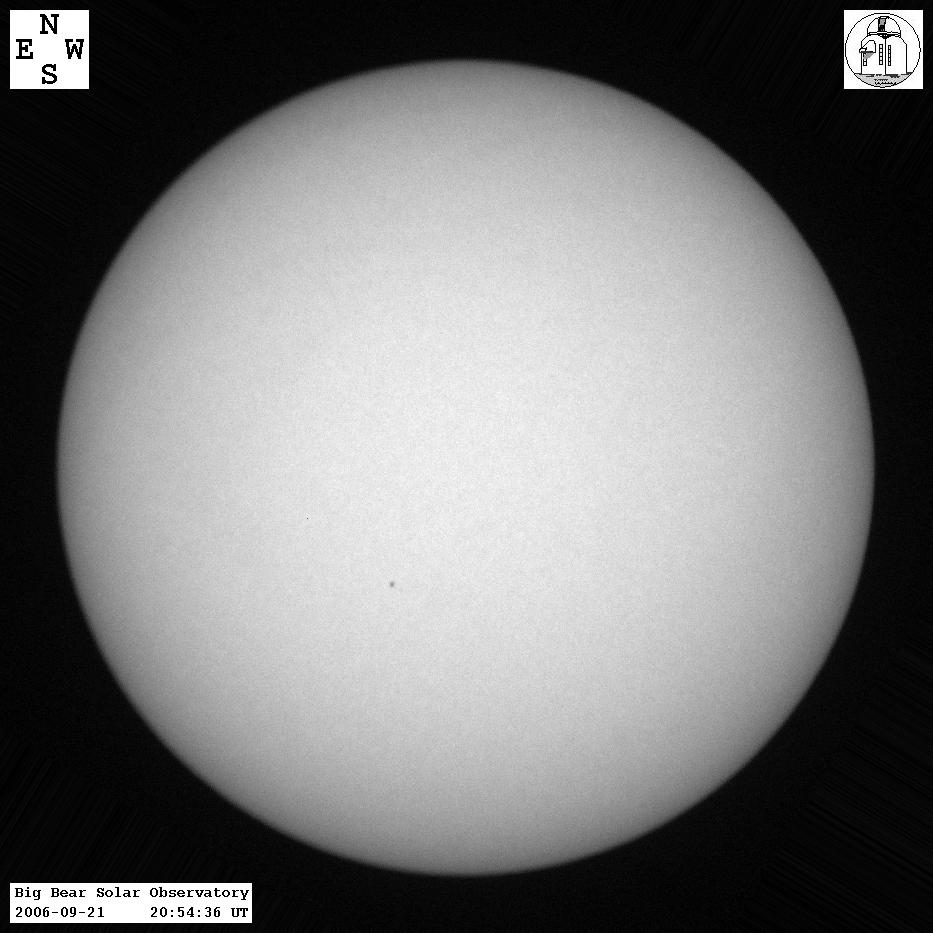 N
E W
S
Big Bear Solar Observatory
2006-09-21 20:54:36 UT